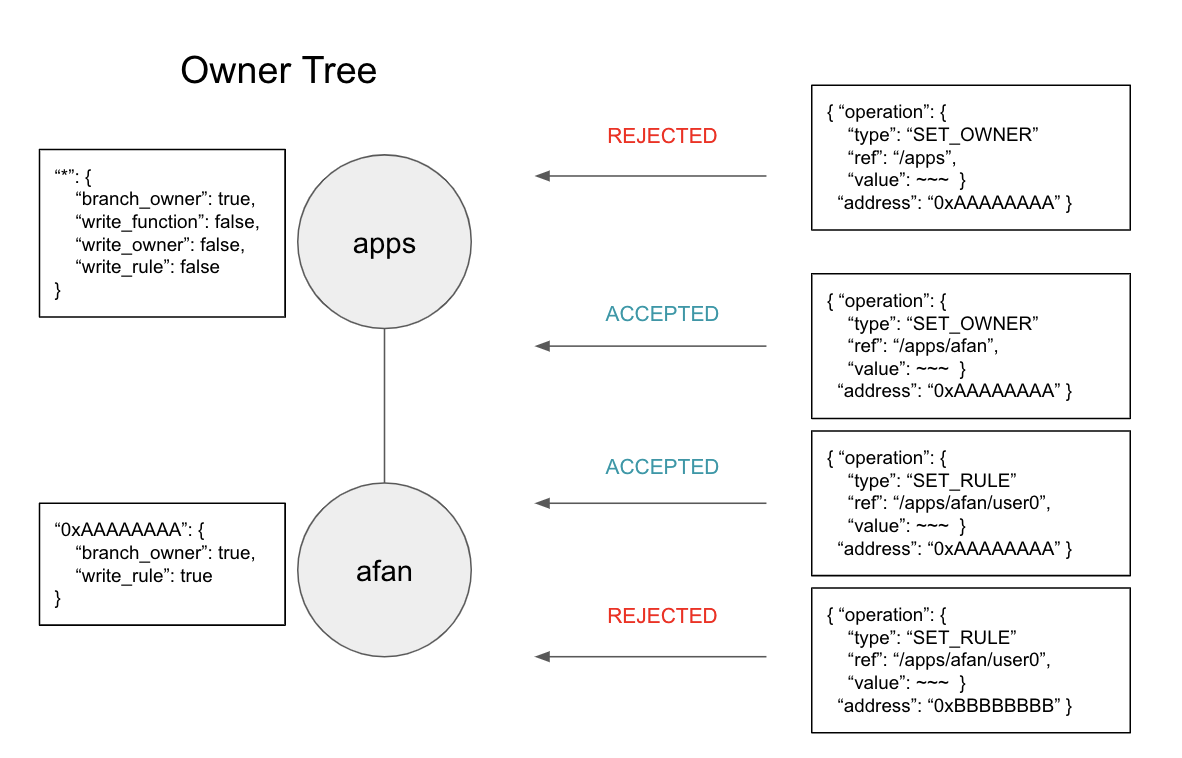 Owner Tree
“*”: {
“branch_owner”: true,
“write_function”: false,
“write_owner”: false,
“write_rule”: false
}
apps
REJECTED
{ “operation”: {
“type”: “SET_OWNER”
“ref”: “/apps”,
“value”: ~~~ }
“address”: “0xAAAAAAAA” }
ACCEPTED
{ “operation”: {
“type”: “SET_OWNER”
“ref”: “/apps/afan”,
“value”: ~~~ }
“address”: “0xAAAAAAAA” }
“0xAAAAAAAA”: {
“branch_owner”: true,
“write_rule”: true
}
afan
ACCEPTED
{ “operation”: {
“type”: “SET_RULE”
“ref”: “/apps/afan/user0”,
“value”: ~~~ }
“address”: “0xAAAAAAAA” }
REJECTED
{ “operation”: {
“type”: “SET_RULE”
“ref”: “/apps/afan/user0”,
“value”: ~~~ }
“address”: “0xBBBBBBBB” }